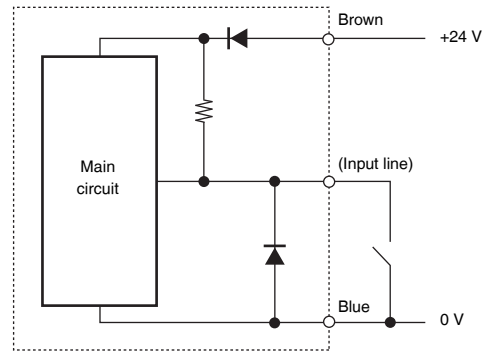 Brown
+24 V
(Input line)
Main
circuit
Blue
0 V